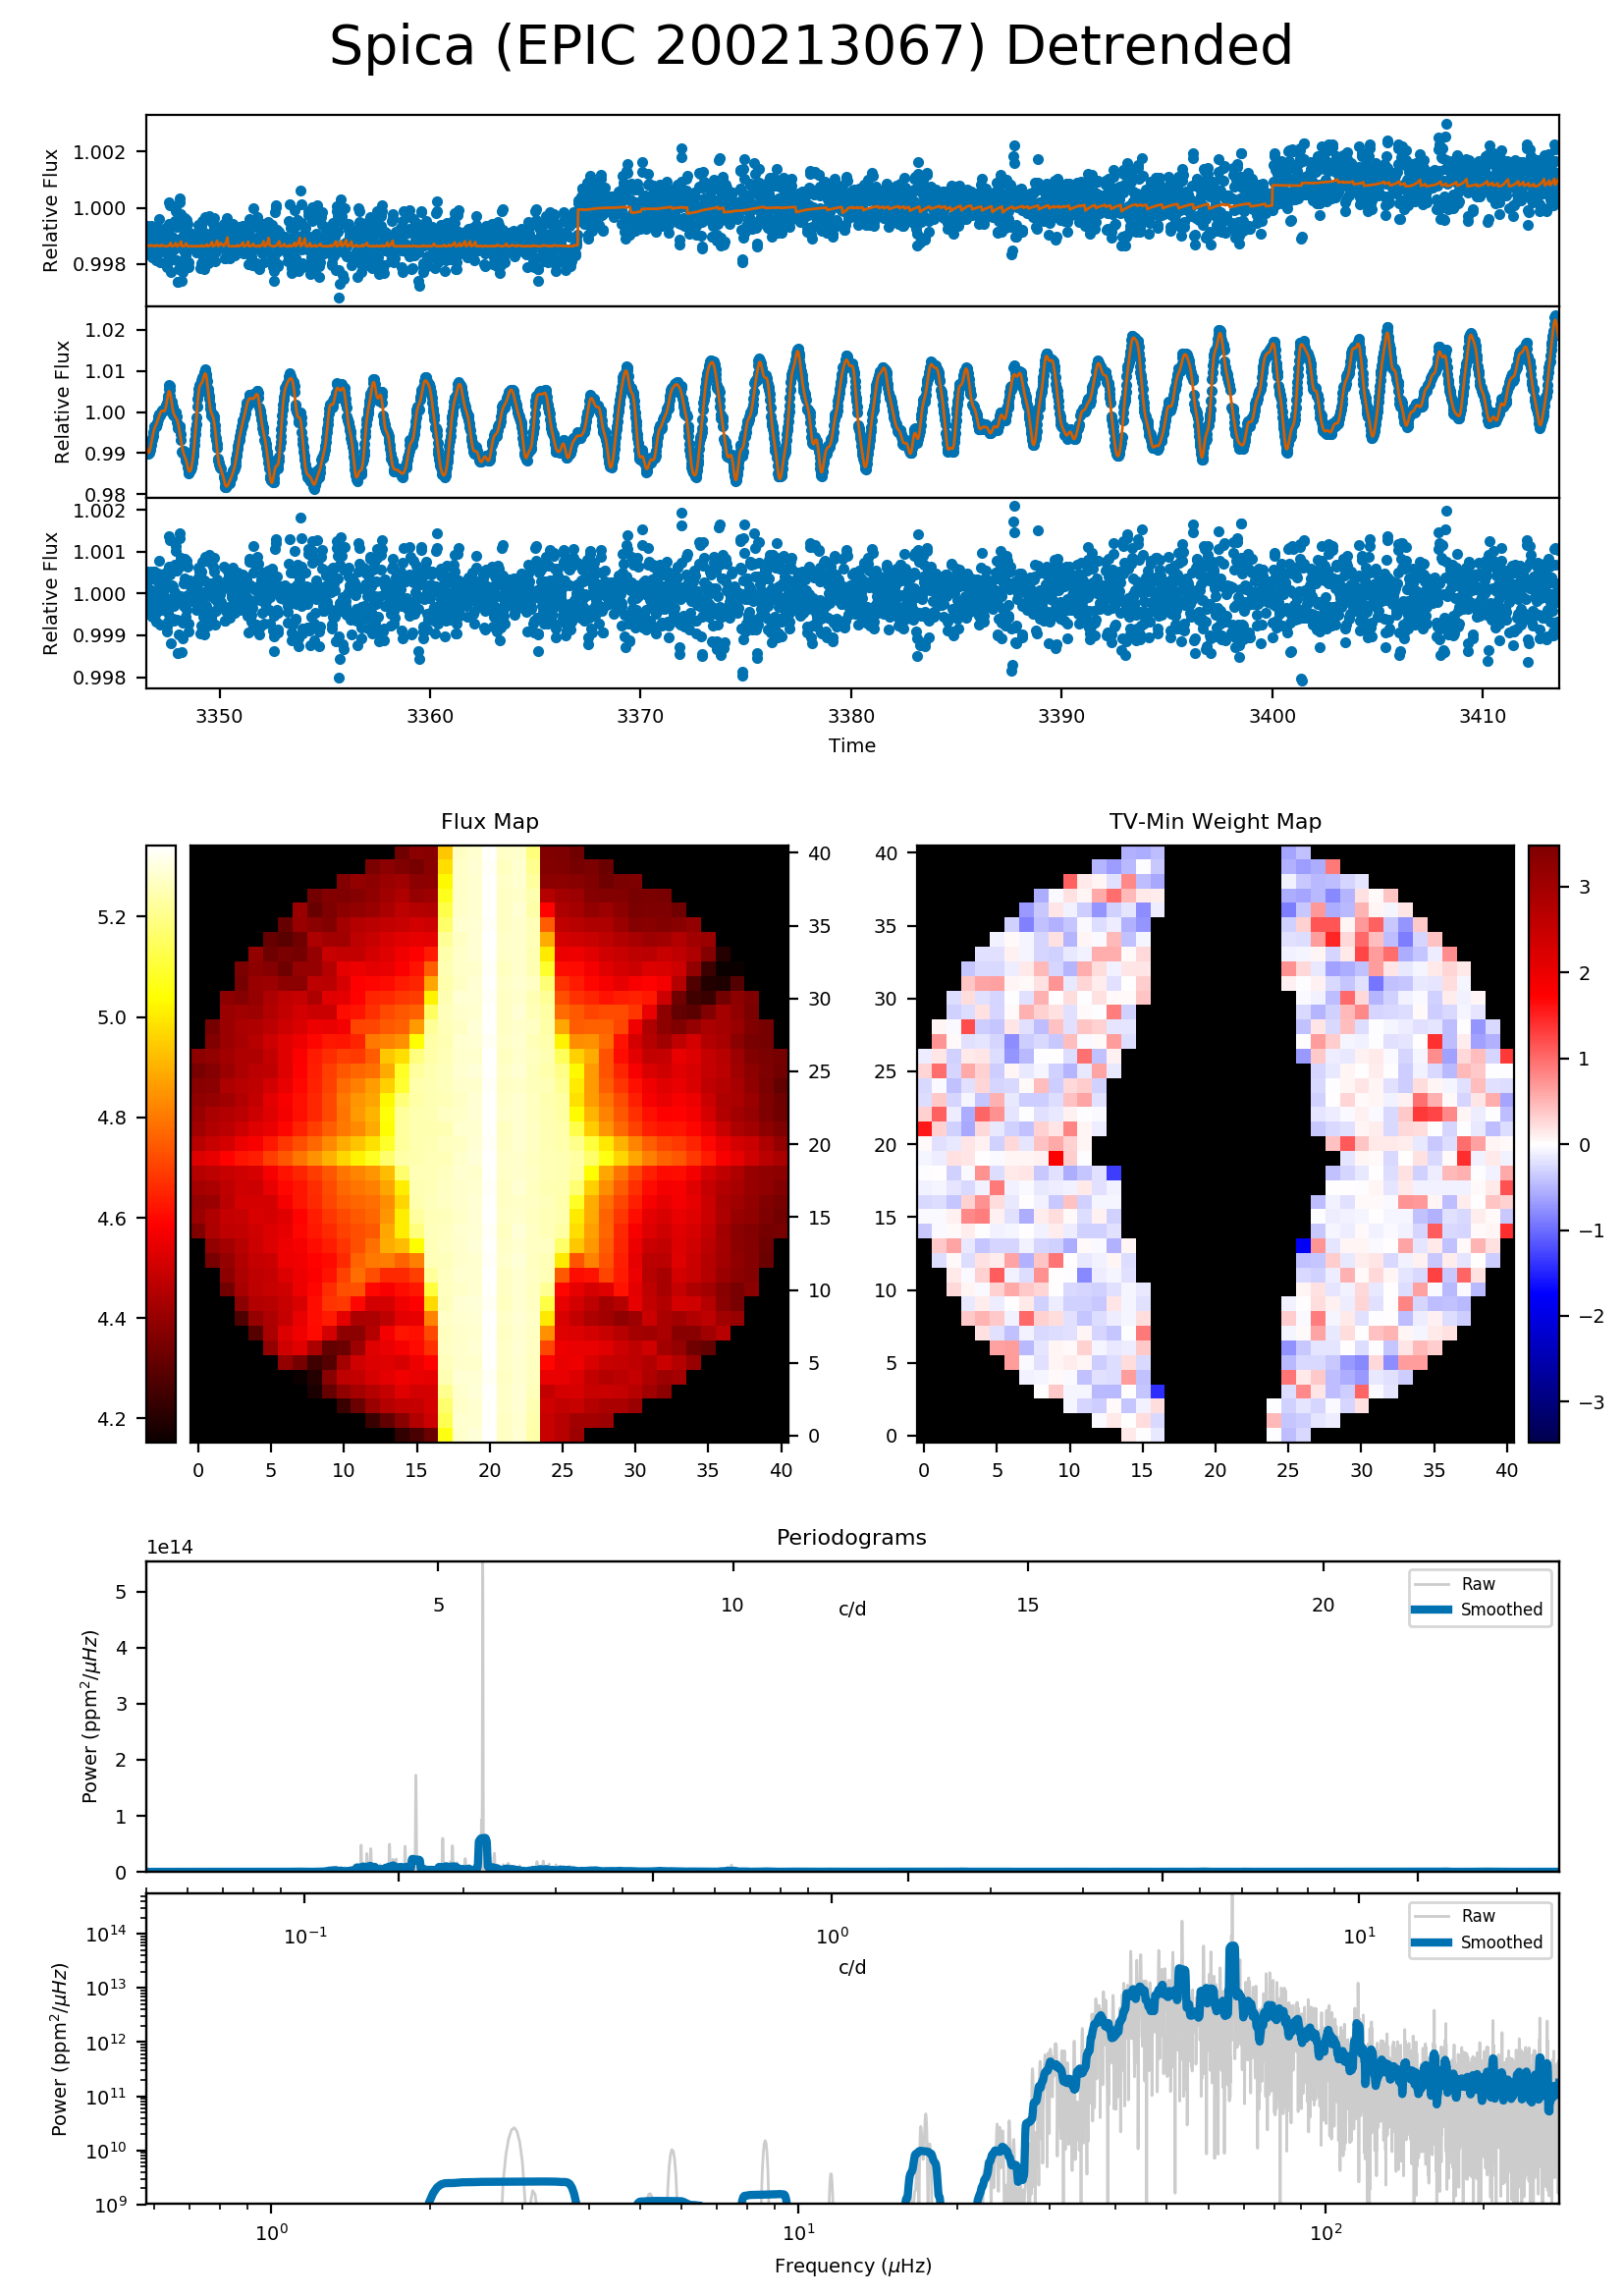 Spica (EPIC 200213067) Detrended
Relative Flux
1.002
1.000
0.998
Relative Flux
1.02
1.01
1.00
0.99
0.98
Relative Flux
1.002
1.001
1.000
0.999
0.998
3350 3360 3370 3380 3390 3400 3410
Time
Flux Map
5.2
5.0
4.8
4.6
4.4
4.2
40
35
30
25
20
15
10
5
0
0 5 10 15 20 25 30 35 40
TV-Min Weight Map
40
35
30
25
20
15
10
5
0
0 5 10 15 20 25 30 35 40
3
2
1
0
−1
−2
−3
Periodograms
1e14
Power (ppm²/μHz)
5
4
3
2
1
0
5 10 15 20
c/d
Raw
Smoothed
Power (ppm²/μHz)
10¹⁴
10¹³
10¹²
10¹¹
10¹⁰
10⁹
10⁻¹ 10⁰ 10¹
c/d
Raw
Smoothed
10⁰ 10¹ 10²
Frequency (μHz)